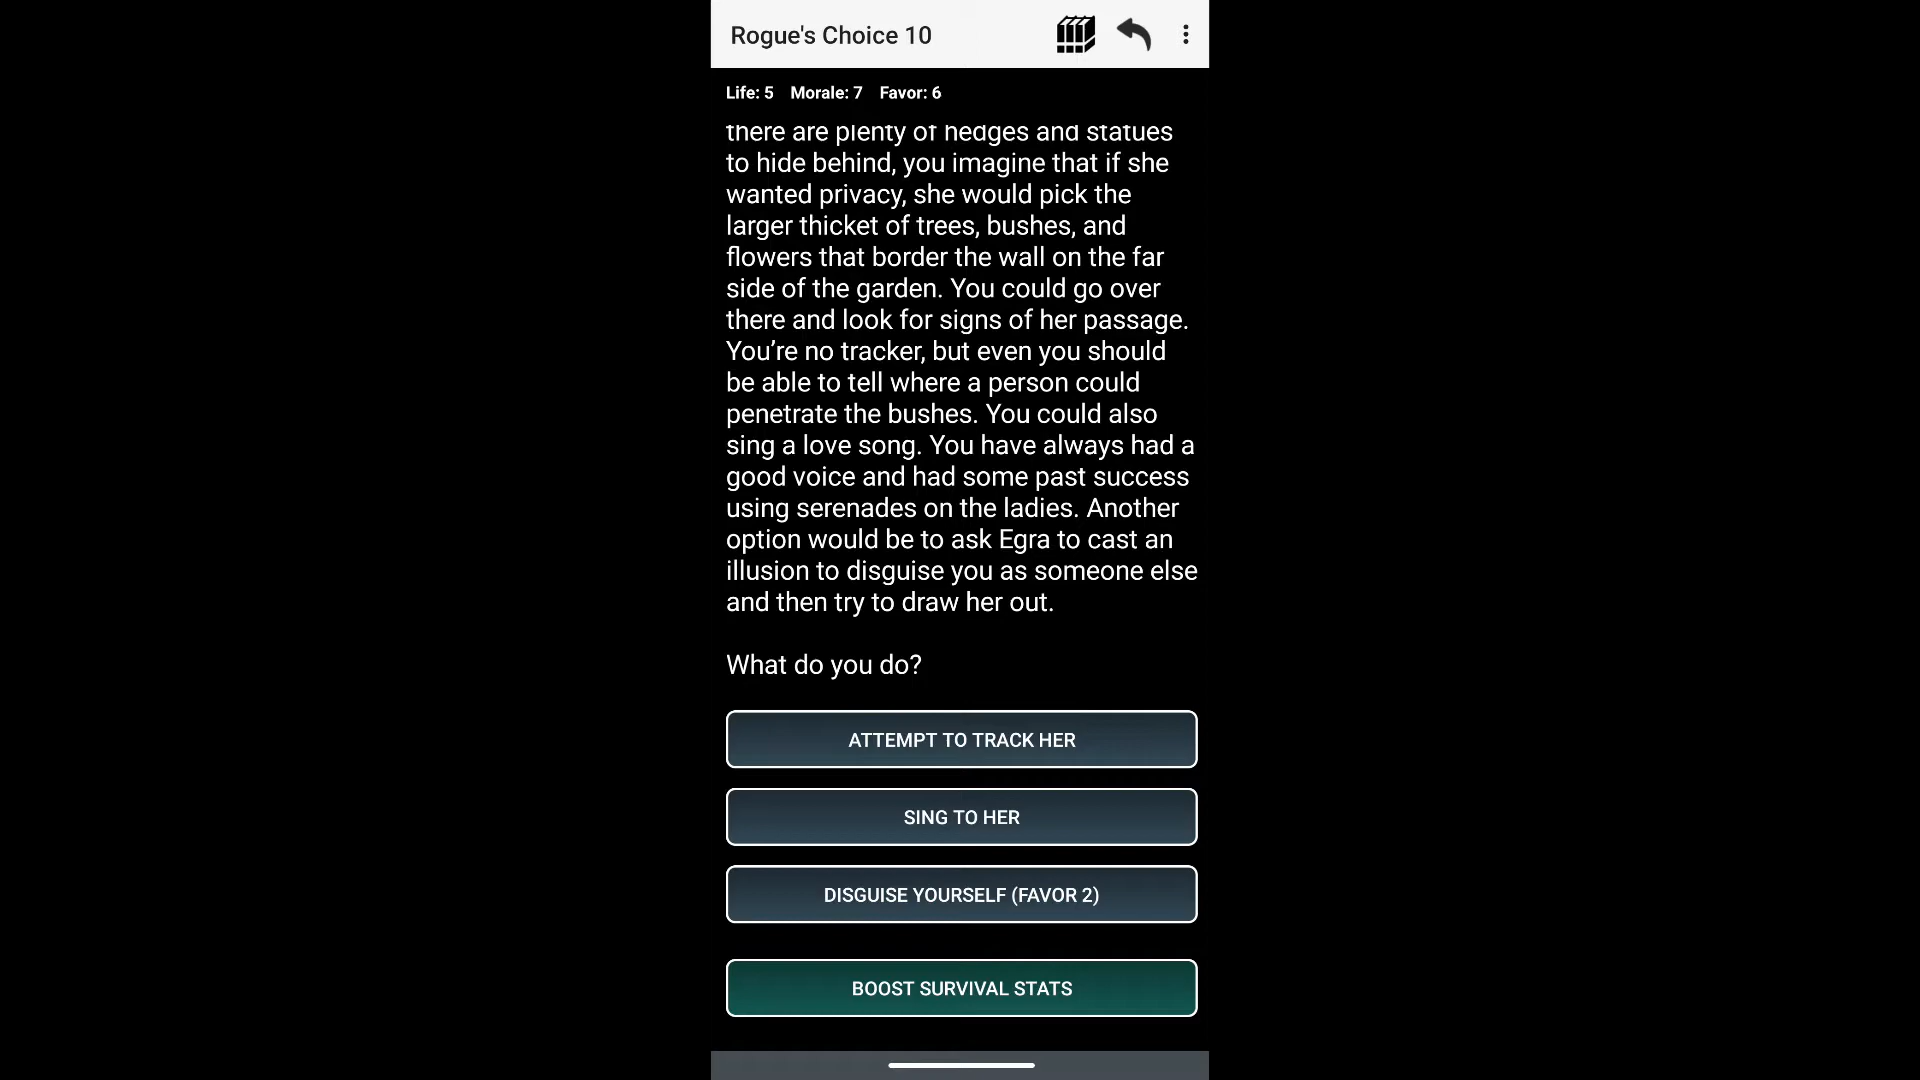 Rogue's Choice 10
Life: 5 Morale: 7 Favor: 6
there are plenty of hedges and statues
to hide behind, you imagine that if she
wanted privacy, she would pick the
larger thicket of trees, bushes, and
flowers that border the wall on the far
side of the garden. You could go over
there and look for signs of her passage.
You’re no tracker, but even you should
be able to tell where a person could
penetrate the bushes. You could also
sing a love song. You have always had a
good voice and had some past success
using serenades on the ladies. Another
option would be to ask Egra to cast an
illusion to disguise you as someone else
and then try to draw her out.
What do you do?
ATTEMPT TO TRACK HER
SING TO HER
DISGUISE YOURSELF (FAVOR 2)
BOOST SURVIVAL STATS